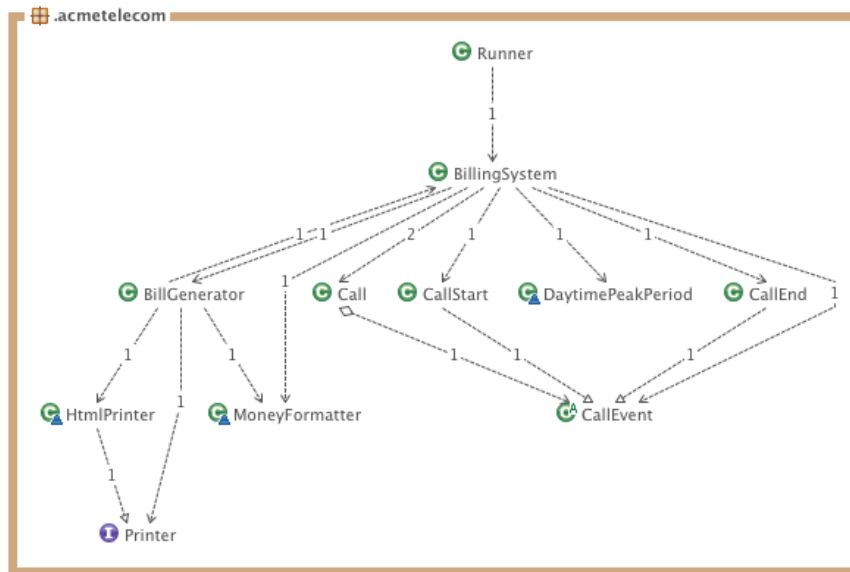 .acmetelecom
C Runner
1
C BillingSystem
1 1 2 1 1 1
1 1
C BillGenerator C Call C CallStart C DaytimePeakPeriod C CallEnd
1 1 1 1 1
1
C HtmlPrinter C MoneyFormatter C A CallEvent
1
I Printer